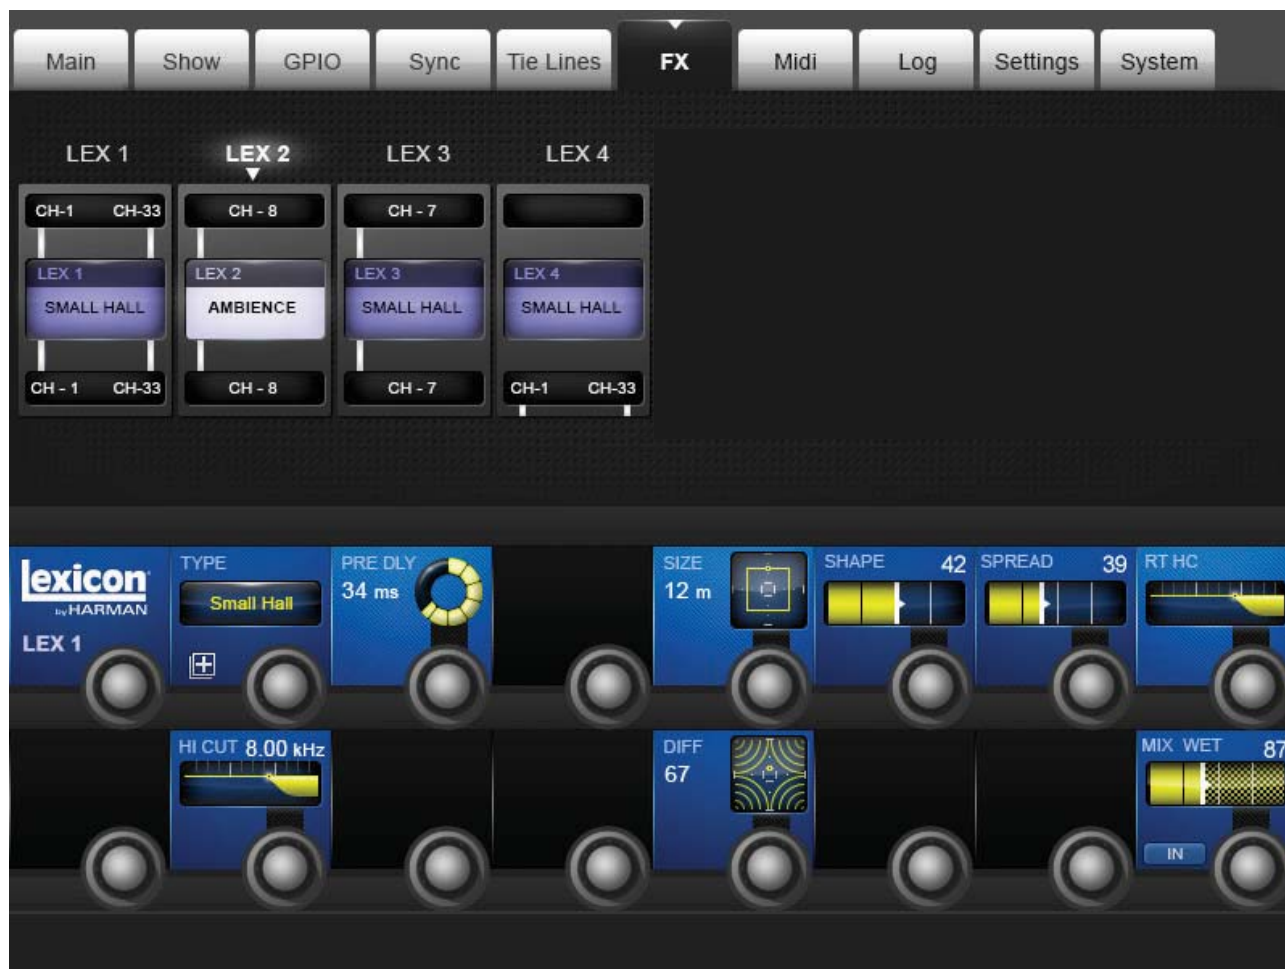 Main Show GPIO Sync Tie Lines FX Midi Log Settings System
LEX 1 LEX 2 LEX 3 LEX 4
CH-1 CH-33 CH - 8 CH - 7
LEX 1 LEX 2 LEX 3 LEX 4
SMALL HALL AMBIENCE SMALL HALL SMALL HALL
CH - 1 CH-33 CH - 8 CH - 7 CH-1 CH-33
lexicon
by HARMAN
LEX 1
TYPE
Small Hall
PRE DLY
34 ms
SIZE
12 m
SHAPE 42
SPREAD 39
RT HC
HI CUT 8.00 kHz
DIFF
67
MIX WET 87
IN